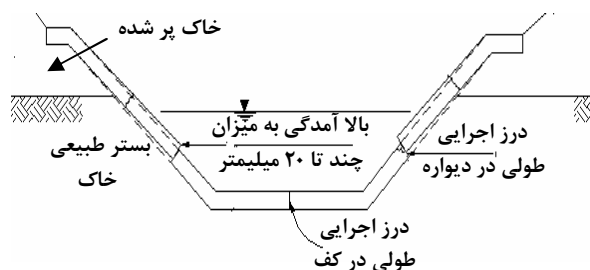 خاک پر شده
بالا آمدگی به میزان
چند تا ۲۰ میلیمتر
درز اجرایی
طولی در دیواره
بستر طبیعی
خاک
درز اجرایی
طولی در کف